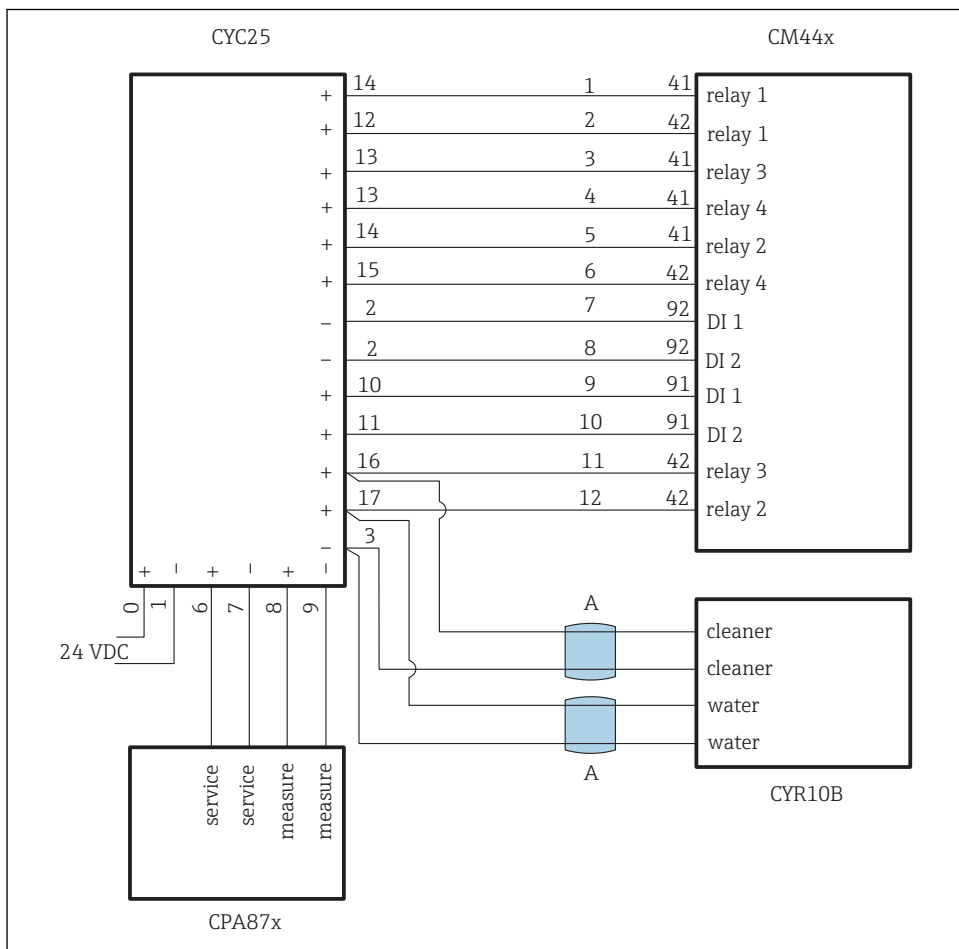 CYC25 CM44x
+ 14 1 41 relay 1
+ 12 2 42 relay 1
+ 13 3 41 relay 3
+ 13 4 41 relay 4
+ 14 5 41 relay 2
+ 15 6 42 relay 4
– 2 7 92 DI 1
– 2 8 92 DI 2
+ 10 9 91 DI 1
+ 11 10 91 DI 2
+ 16 11 42 relay 3
+ 17 12 42 relay 2
– 3
+ – + – + –
0 1 6 7 8 9
24 VDC
A
cleaner
cleaner
water
water
A
CYR10B
service
service
measure
measure
CPA87x